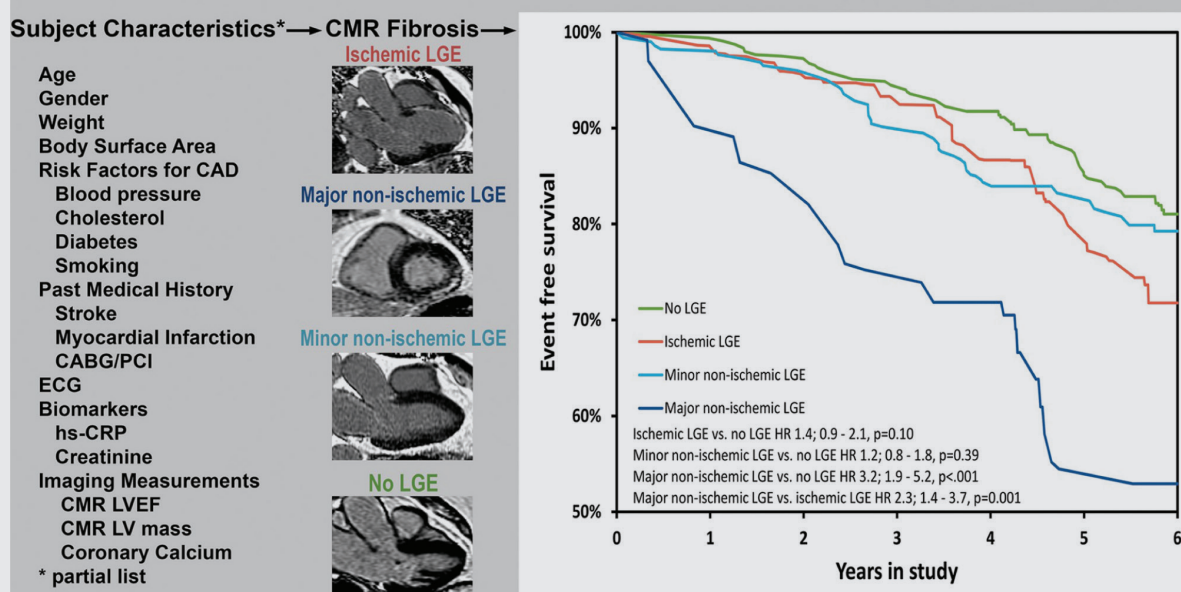 Subject Characteristics* → CMR Fibrosis →
Age
Gender
Weight
Body Surface Area
Risk Factors for CAD
Blood pressure
Cholesterol
Diabetes
Smoking
Past Medical History
Stroke
Myocardial Infarction
CABG/PCI
ECG
Biomarkers
hs-CRP
Creatinine
Imaging Measurements
CMR LVEF
CMR LV mass
Coronary Calcium
* partial list
Ischemic LGE
Major non-ischemic LGE
Minor non-ischemic LGE
No LGE
Event free survival
100%
90%
80%
70%
60%
50%
No LGE
Ischemic LGE
Minor non-ischemic LGE
Major non-ischemic LGE
Ischemic LGE vs. no LGE HR 1.4; 0.9 - 2.1, p=0.10
Minor non-ischemic LGE vs. no LGE HR 1.2; 0.8 - 1.8, p=0.39
Major non-ischemic LGE vs. no LGE HR 3.2; 1.9 - 5.2, p<.001
Major non-ischemic LGE vs. ischemic LGE HR 2.3; 1.4 - 3.7, p=0.001
0 1 2 3 4 5 6
Years in study